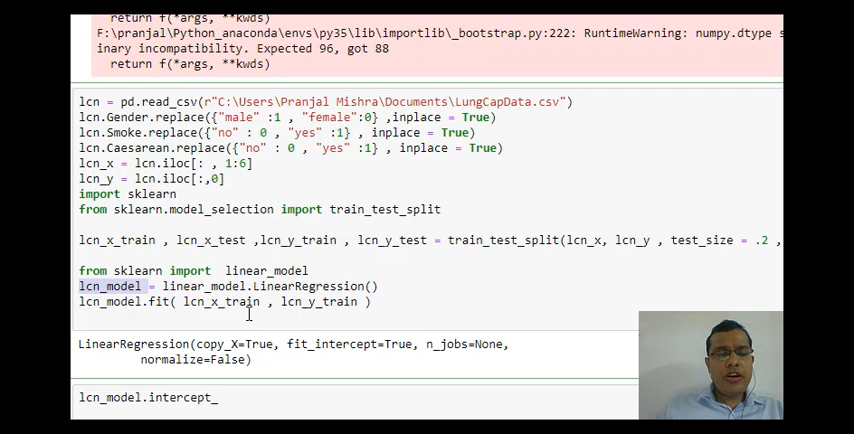 return f(*args, **kwds)
F:\pranjal\Python_anaconda\envs\py35\lib\importlib\_bootstrap.py:222: RuntimeWarning: numpy.dtype s
inary incompatibility. Expected 96, got 88
return f(*args, **kwds)
lcn = pd.read_csv(r"C:\Users\Pranjal Mishra\Documents\LungCapData.csv")
lcn.Gender.replace({"male" :1 , "female":0} ,inplace = True)
lcn.Smoke.replace({"no" : 0 , "yes" :1} , inplace = True)
lcn.Caesarean.replace({"no" : 0 , "yes" :1} , inplace = True)
lcn_x = lcn.iloc[: , 1:6]
lcn_y = lcn.iloc[:,0]
import sklearn
from sklearn.model_selection import train_test_split
lcn_x_train , lcn_x_test ,lcn_y_train , lcn_y_test = train_test_split(lcn_x, lcn_y , test_size = .2 ,
from sklearn import  linear_model
lcn_model = linear_model.LinearRegression()
lcn_model.fit( lcn_x_train , lcn_y_train )
LinearRegression(copy_X=True, fit_intercept=True, n_jobs=None,
normalize=False)
lcn_model.intercept_